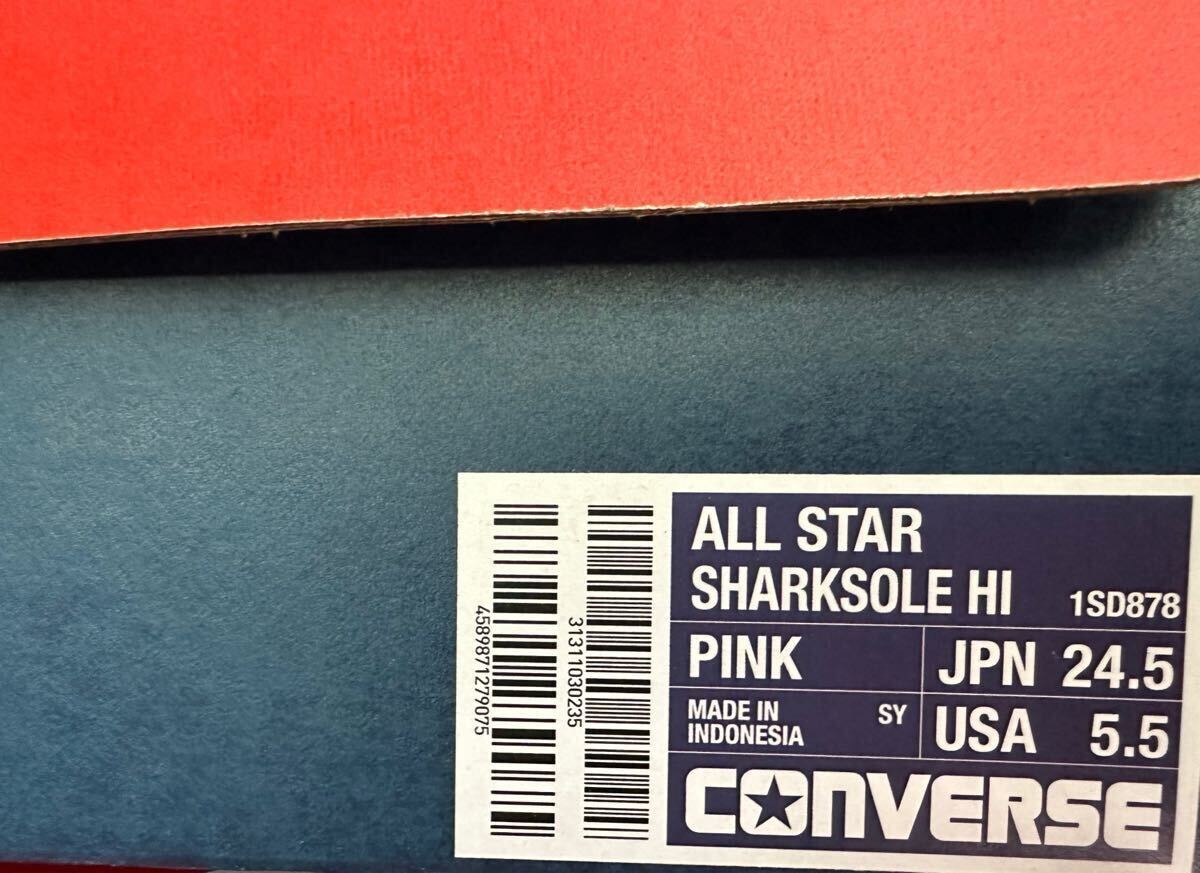 ALL STAR
SHARKSOLE HI 1SD878
PINK JPN 24.5
MADE IN INDONESIA SY USA 5.5
CONVERSE
4589871279075
31311030235